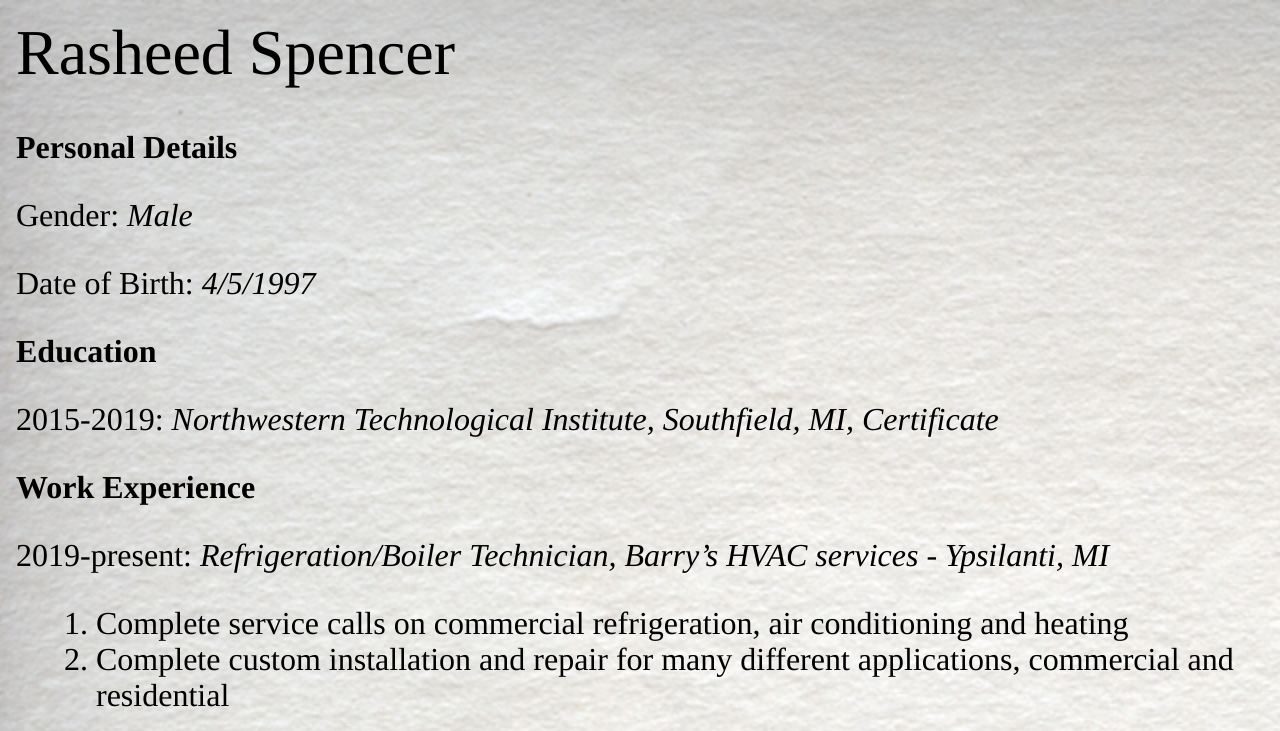 Rasheed Spencer
Personal Details
Gender: Male
Date of Birth: 4/5/1997
Education
2015-2019: Northwestern Technological Institute, Southfield, MI, Certificate
Work Experience
2019-present: Refrigeration/Boiler Technician, Barry’s HVAC services - Ypsilanti, MI
1. Complete service calls on commercial refrigeration, air conditioning and heating
2. Complete custom installation and repair for many different applications, commercial and
residential